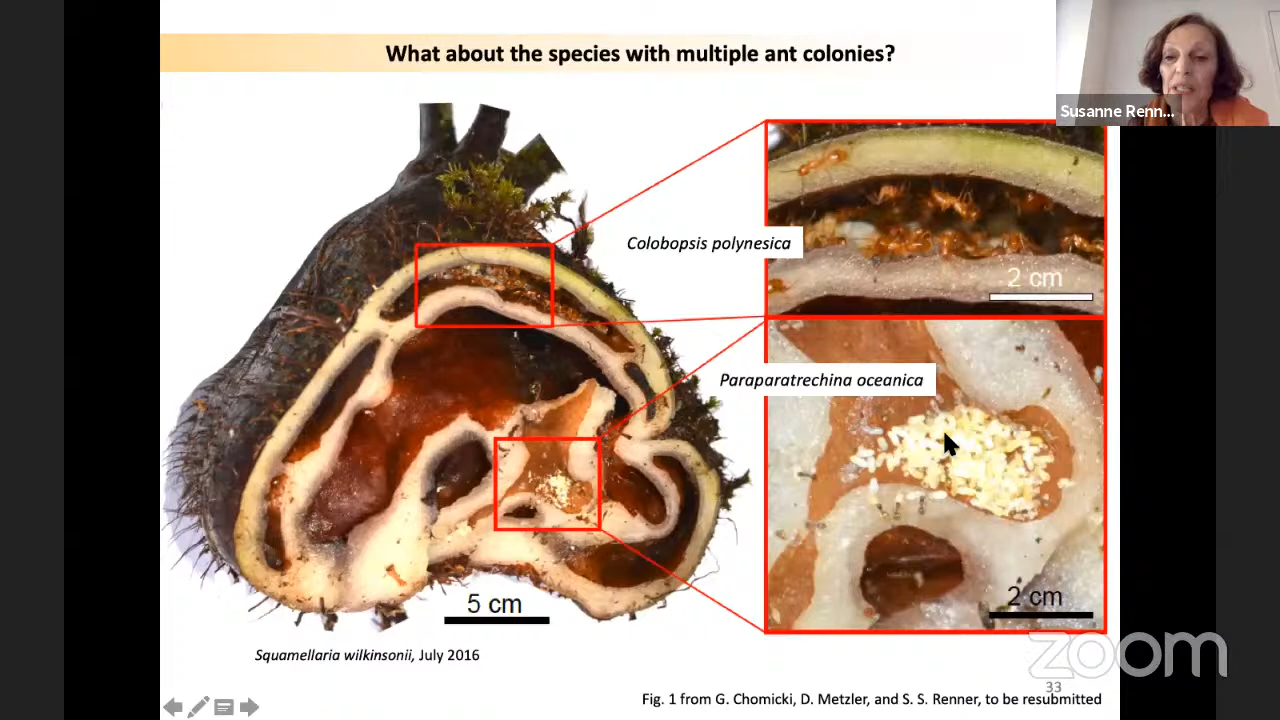 What about the species with multiple ant colonies?
Susanne Renn...
Colobopsis polynesica
2 cm
Paraparatrechina oceanica
2 cm
5 cm
Squamellaria wilkinsonii, July 2016
zoom
33
Fig. 1 from G. Chomicki, D. Metzler, and S. S. Renner, to be resubmitted